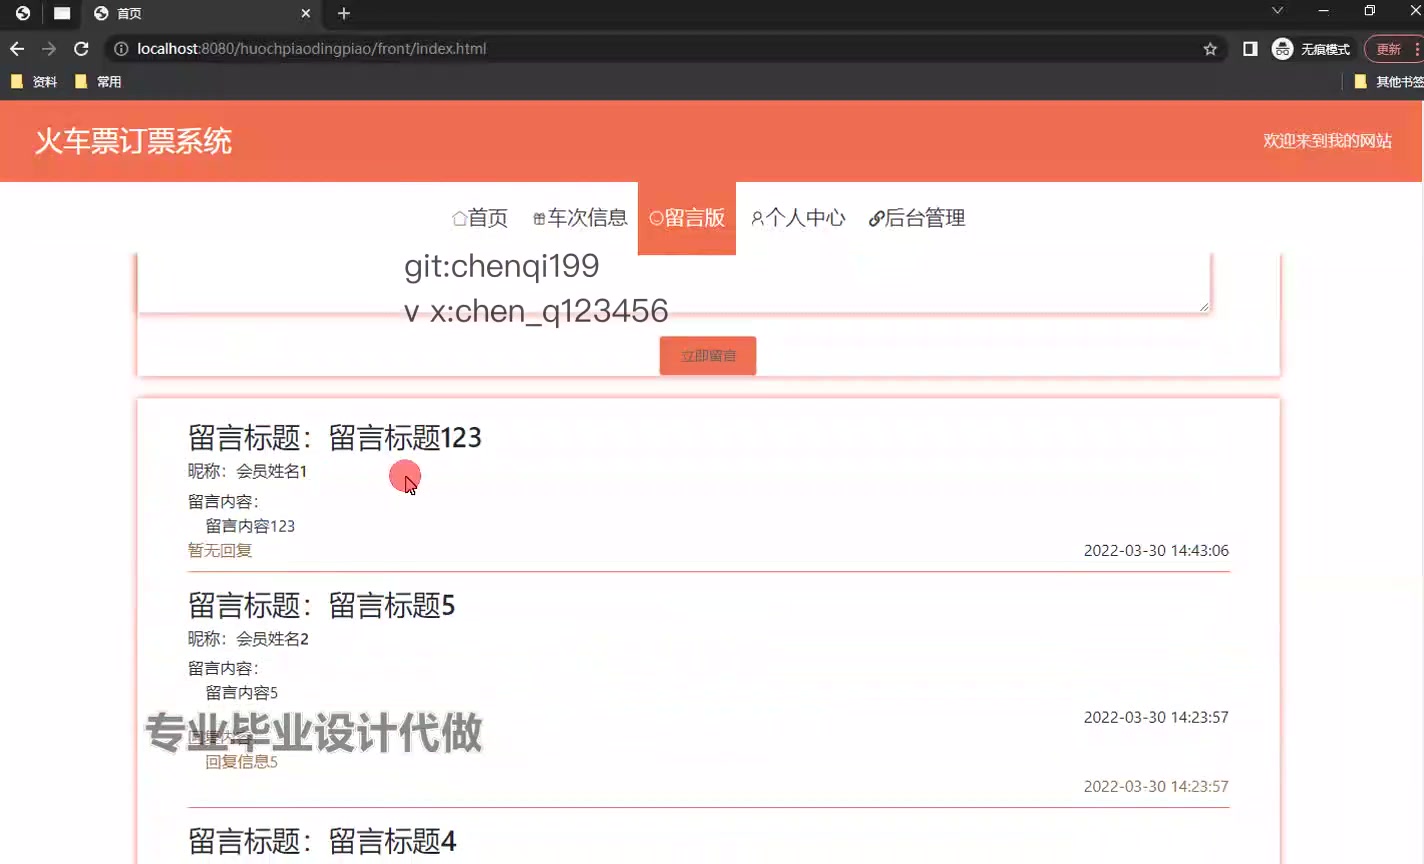 首页
localhost:8080/huochpiaodingpiao/front/index.html
无痕模式
更新
资料
常用
其他书签
火车票订票系统
欢迎来到我的网站
首页
车次信息
留言版
个人中心
后台管理
git:chenqi199
v x:chen_q123456
立即留言
留言标题：留言标题123
昵称：会员姓名1
留言内容：
留言内容123
暂无回复
2022-03-30 14:43:06
留言标题：留言标题5
昵称：会员姓名2
留言内容：
留言内容5
2022-03-30 14:23:57
专业毕业设计代做
回复内容：
回复信息5
2022-03-30 14:23:57
留言标题：留言标题4